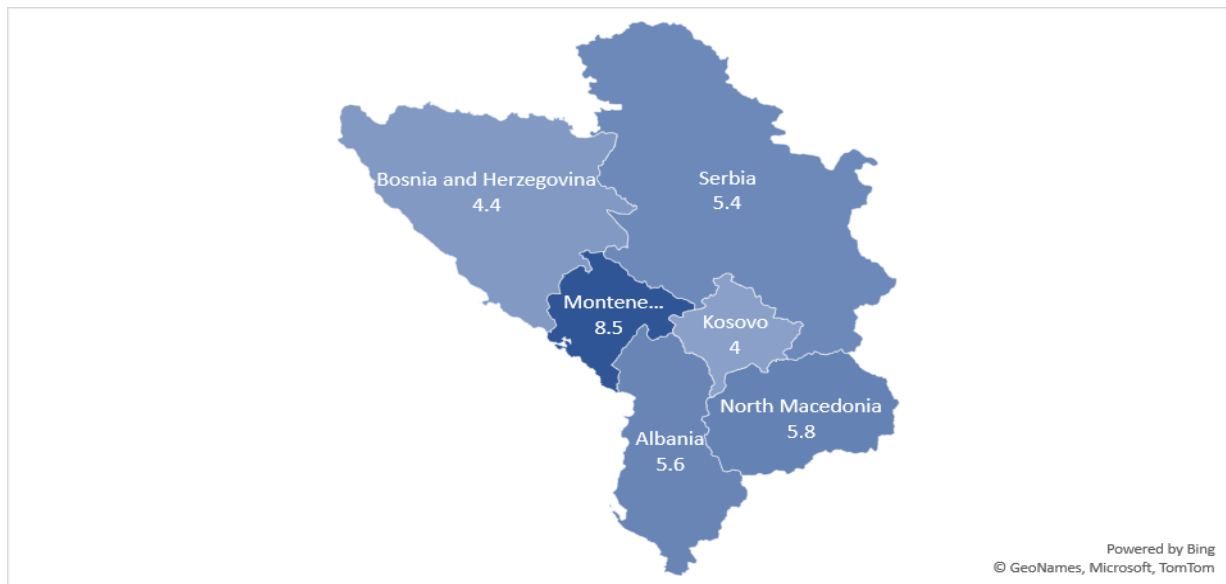 Bosnia and Herzegovina
4.4
Serbia
5.4
Montene...
8.5
Kosovo
4
North Macedonia
5.8
Albania
5.6
Powered by Bing
© GeoNames, Microsoft, TomTom